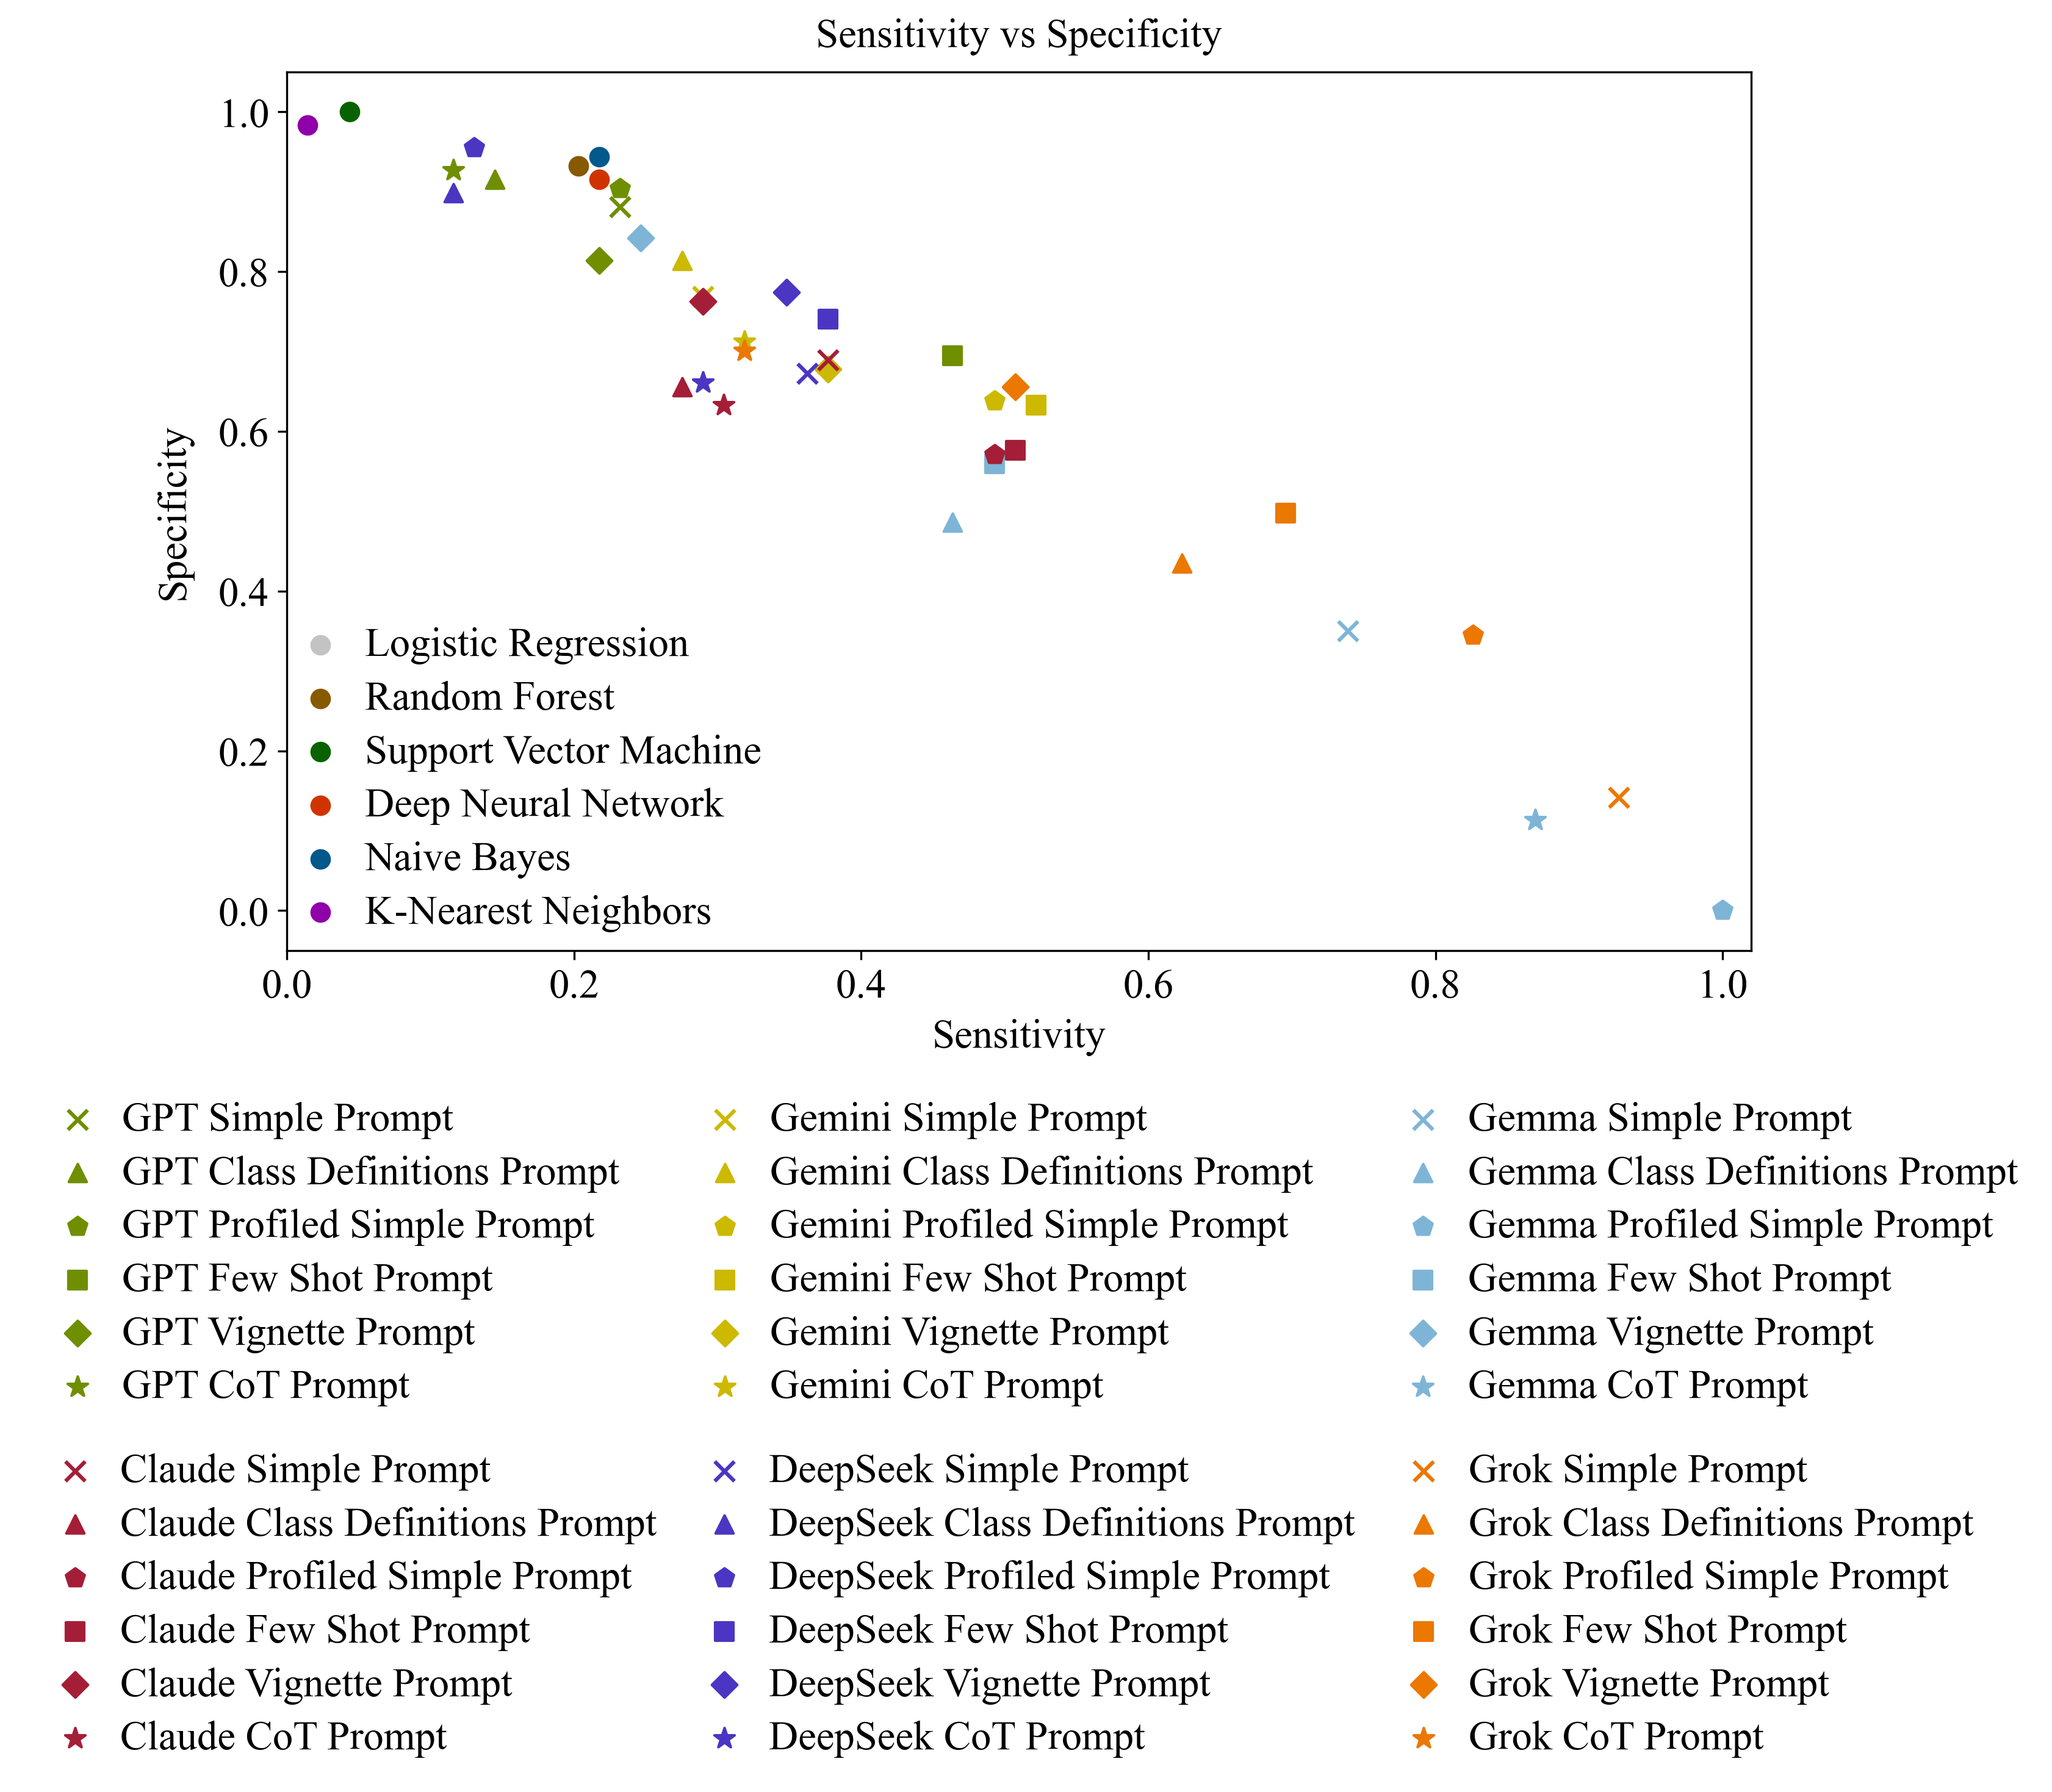 Sensitivity vs Specificity
1.0
0.8
0.6
0.4
0.2
0.0
Specificity
Logistic Regression
Random Forest
Support Vector Machine
Deep Neural Network
Naive Bayes
K-Nearest Neighbors
0.0 0.2 0.4 0.6 0.8 1.0
Sensitivity
GPT Simple Prompt
GPT Class Definitions Prompt
GPT Profiled Simple Prompt
GPT Few Shot Prompt
GPT Vignette Prompt
GPT CoT Prompt
Gemini Simple Prompt
Gemini Class Definitions Prompt
Gemini Profiled Simple Prompt
Gemini Few Shot Prompt
Gemini Vignette Prompt
Gemini CoT Prompt
Gemma Simple Prompt
Gemma Class Definitions Prompt
Gemma Profiled Simple Prompt
Gemma Few Shot Prompt
Gemma Vignette Prompt
Gemma CoT Prompt
Claude Simple Prompt
Claude Class Definitions Prompt
Claude Profiled Simple Prompt
Claude Few Shot Prompt
Claude Vignette Prompt
Claude CoT Prompt
DeepSeek Simple Prompt
DeepSeek Class Definitions Prompt
DeepSeek Profiled Simple Prompt
DeepSeek Few Shot Prompt
DeepSeek Vignette Prompt
DeepSeek CoT Prompt
Grok Simple Prompt
Grok Class Definitions Prompt
Grok Profiled Simple Prompt
Grok Few Shot Prompt
Grok Vignette Prompt
Grok CoT Prompt